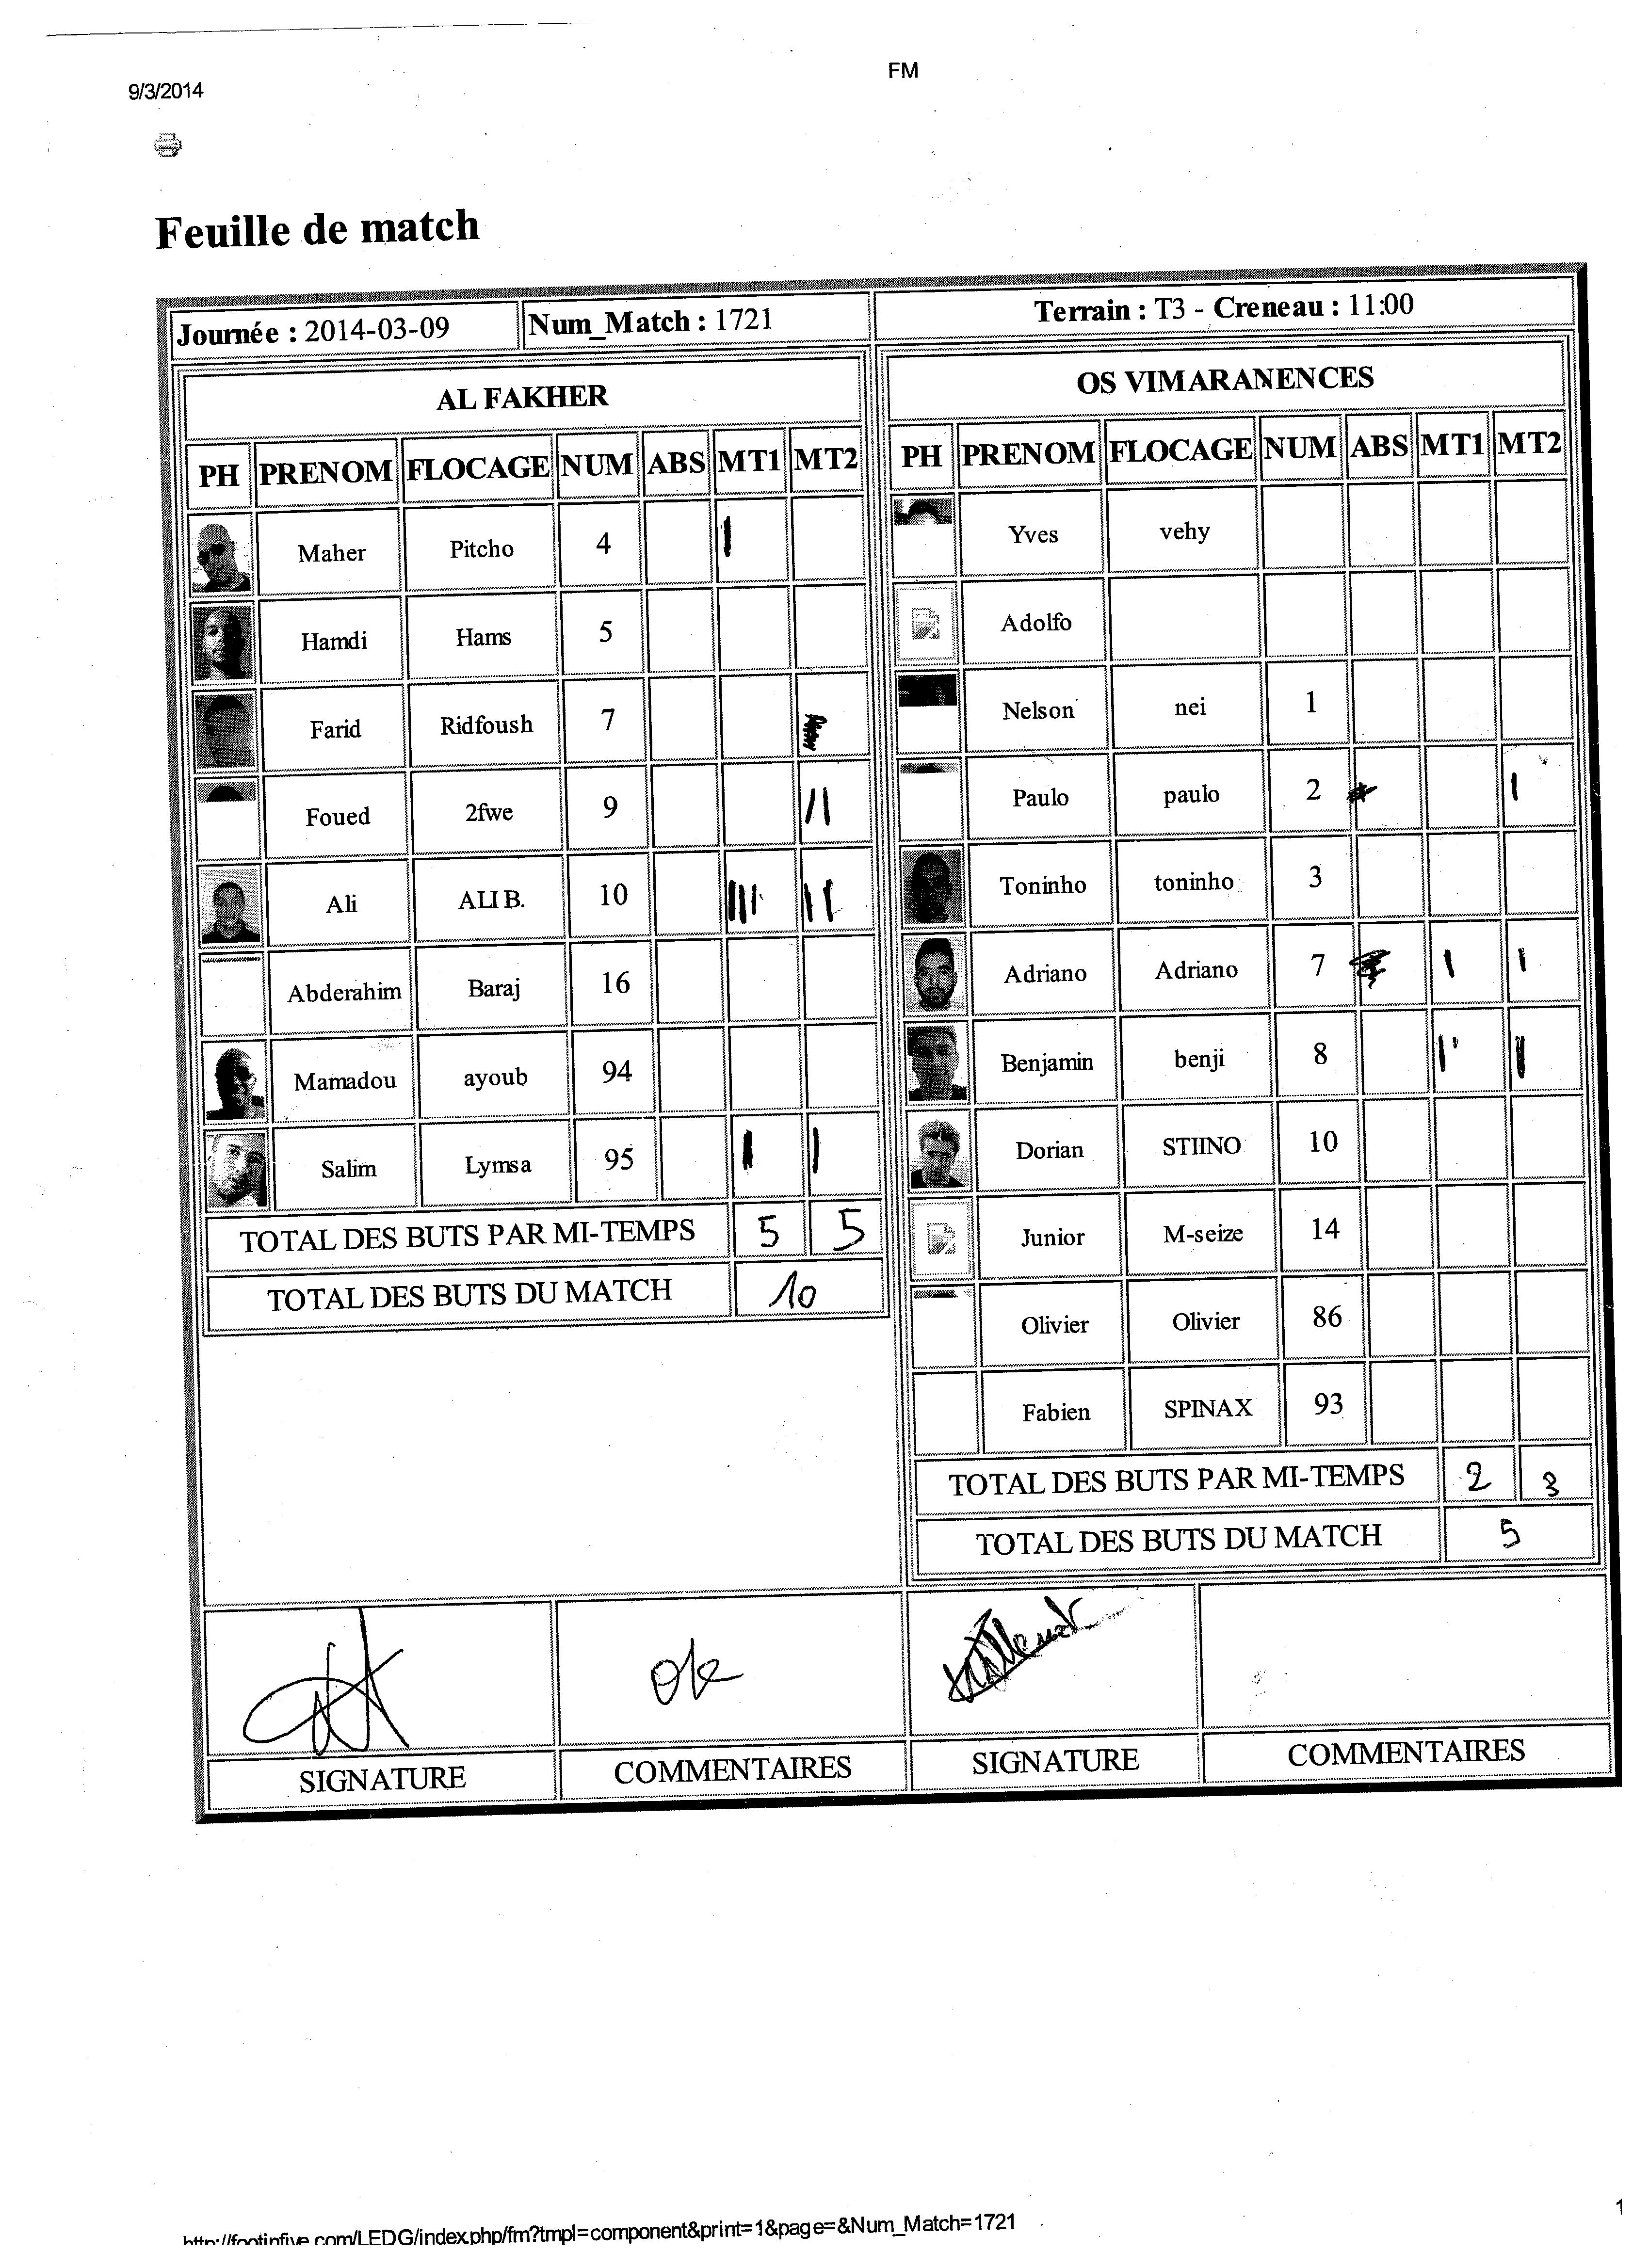 9/3/2014
FM
Feuille de match
Journée : 2014-03-09 Num_Match : 1721 Terrain : T3 - Creneau : 11:00
AL FAKHER
PH PRENOM FLOCAGE NUM ABS MT1 MT2
Maher Pitcho 4 I
Hamdi Hams 5
Farid Ridfoush 7
Foued 2fwe 9 II
Ali ALI B. 10 III II
Abderahim Baraj 16
Mamadou ayoub 94
Salim Lymsa 95 I I
TOTAL DES BUTS PAR MI-TEMPS 5 5
TOTAL DES BUTS DU MATCH 10
OS VIMARANENCES
PH PRENOM FLOCAGE NUM ABS MT1 MT2
Yves vehy
Adolfo
Nelson nei 1
Paulo paulo 2 I
Toninho toninho 3
Adriano Adriano 7 I I
Benjamin benji 8 I I
Dorian STIINO 10
Junior M-seize 14
Olivier Olivier 86
Fabien SPINAX 93
TOTAL DES BUTS PAR MI-TEMPS 2 3
TOTAL DES BUTS DU MATCH 5
ok
SIGNATURE COMMENTAIRES SIGNATURE COMMENTAIRES
http://footinfive.com/LEDG/index.php/fm?tmpl=component&print=1&page=&Num_Match=1721
1